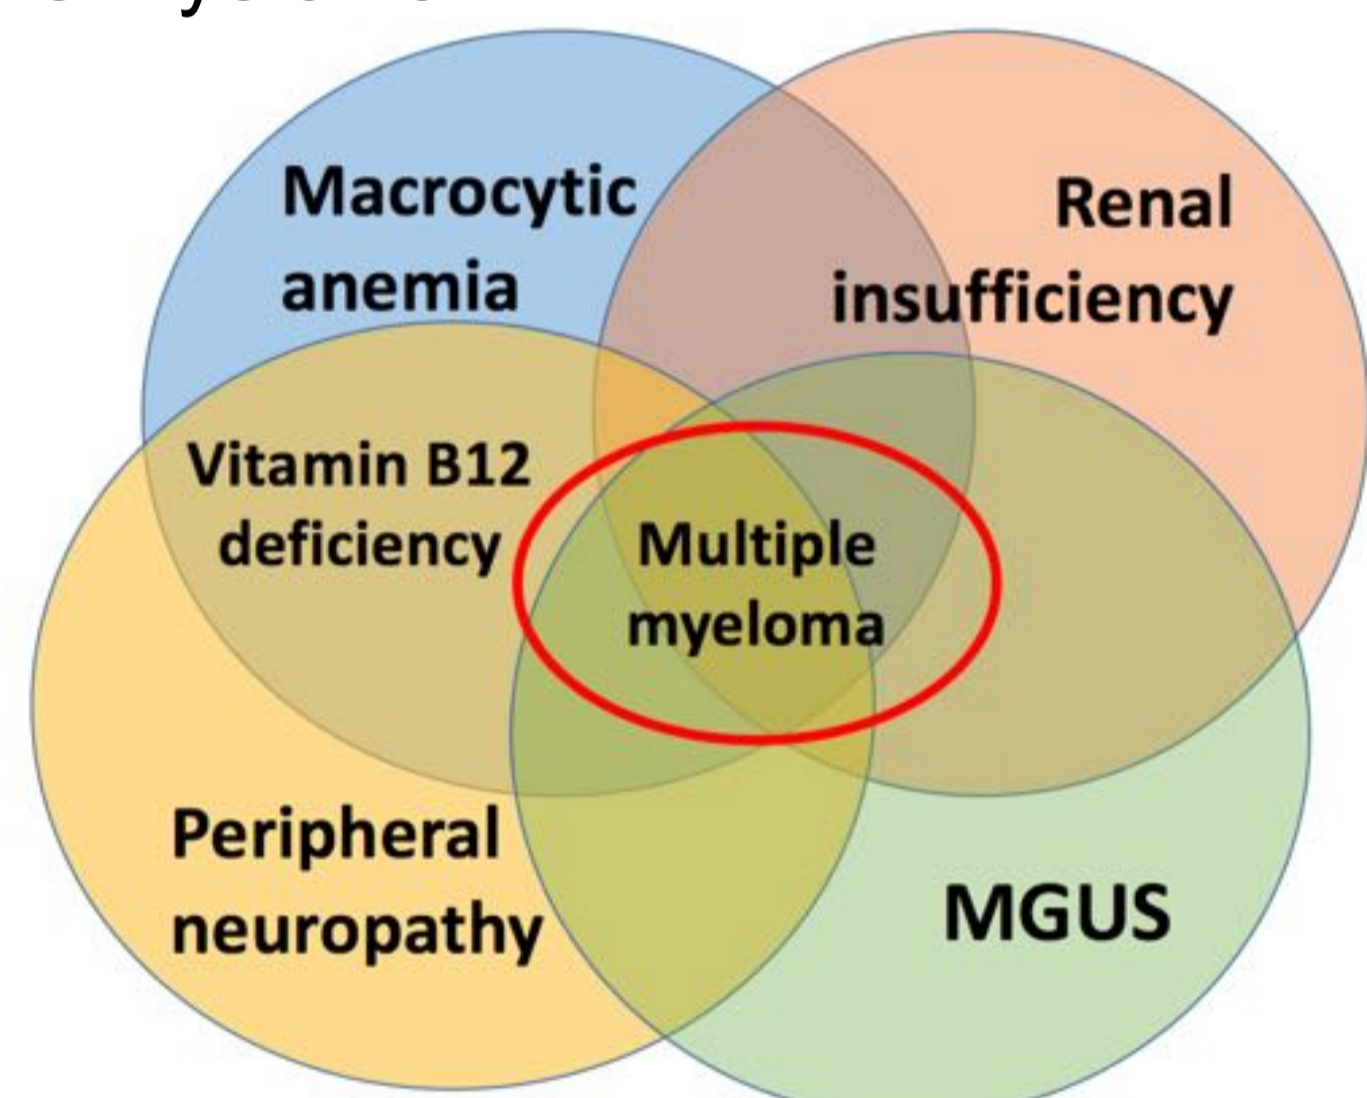 Macrocytic
anemia
Renal
insufficiency
Vitamin B12
deficiency
Multiple
myeloma
Peripheral
neuropathy
MGUS